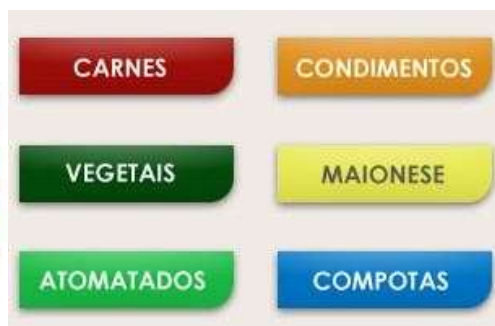 CARNES
CONDIMENTOS
VEGETAIS
MAIONESE
ATOMATADOS
COMPOTAS